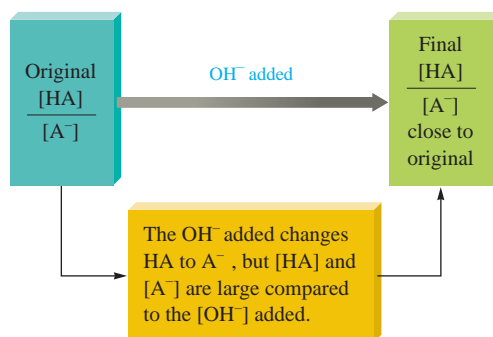 Original
[HA]
[A⁻]
OH⁻ added
Final
[HA]
[A⁻]
close to
original
The OH⁻ added changes
HA to A⁻ , but [HA] and
[A⁻] are large compared
to the [OH⁻] added.